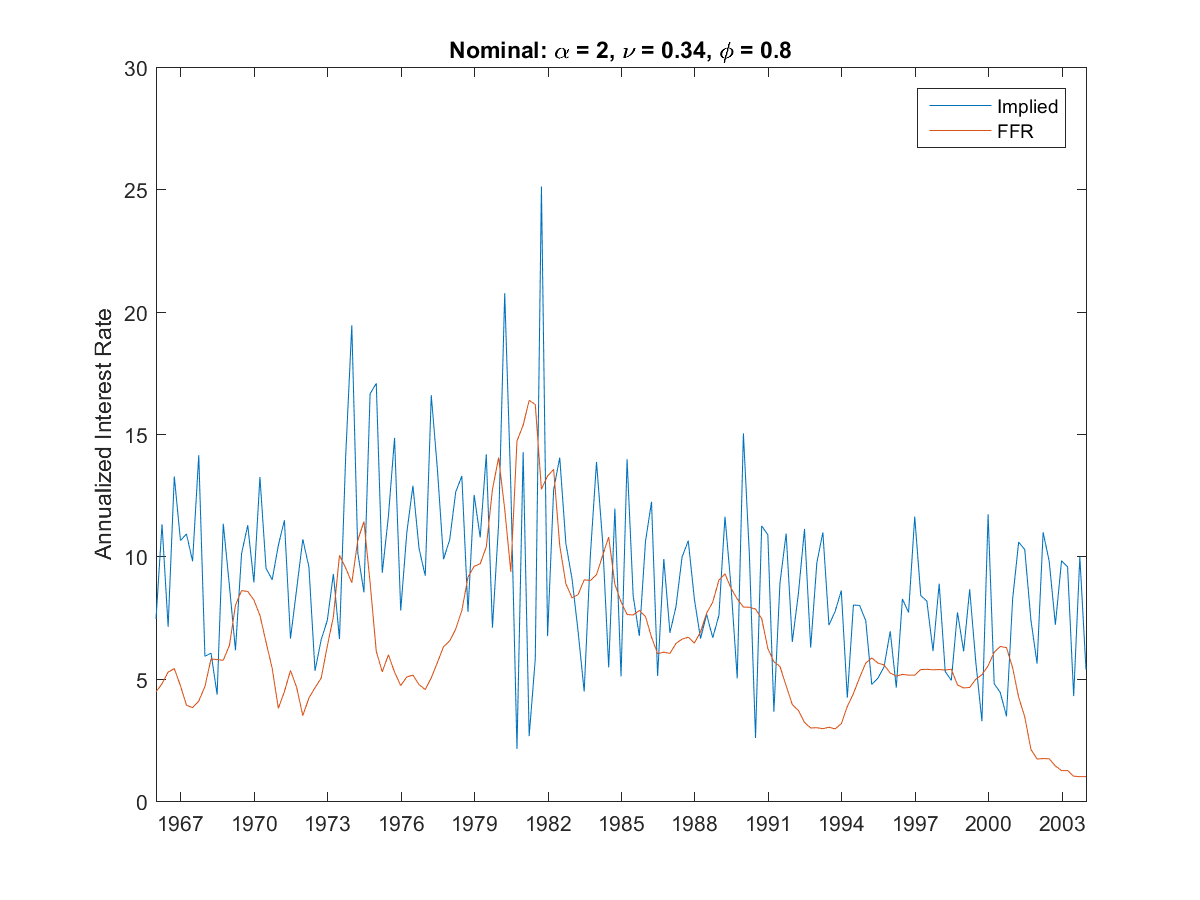 Nominal: α = 2, ν = 0.34, ϕ = 0.8
Implied
FFR
Annualized Interest Rate
30
25
20
15
10
5
0
1967 1970 1973 1976 1979 1982 1985 1988 1991 1994 1997 2000 2003